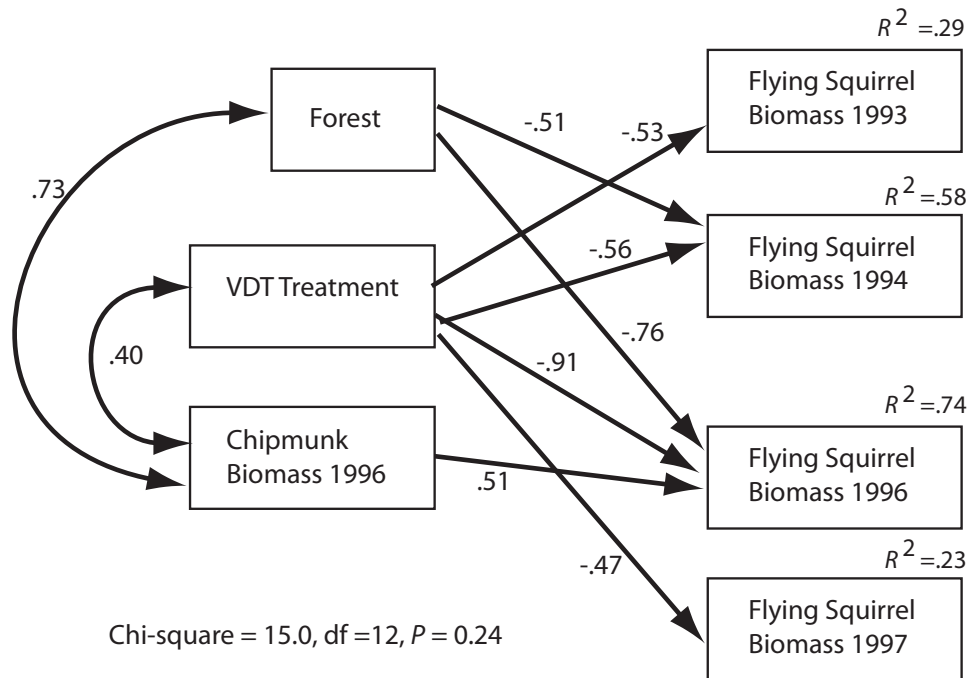 R² =.29
Flying Squirrel
Biomass 1993
Forest
-.51
-.53
.73
R² =.58
Flying Squirrel
Biomass 1994
VDT Treatment
-.56
-.76
.40
-.91
R² =.74
Chipmunk
Biomass 1996
.51
Flying Squirrel
Biomass 1996
-.47
R² =.23
Flying Squirrel
Biomass 1997
Chi-square = 15.0, df =12, P = 0.24